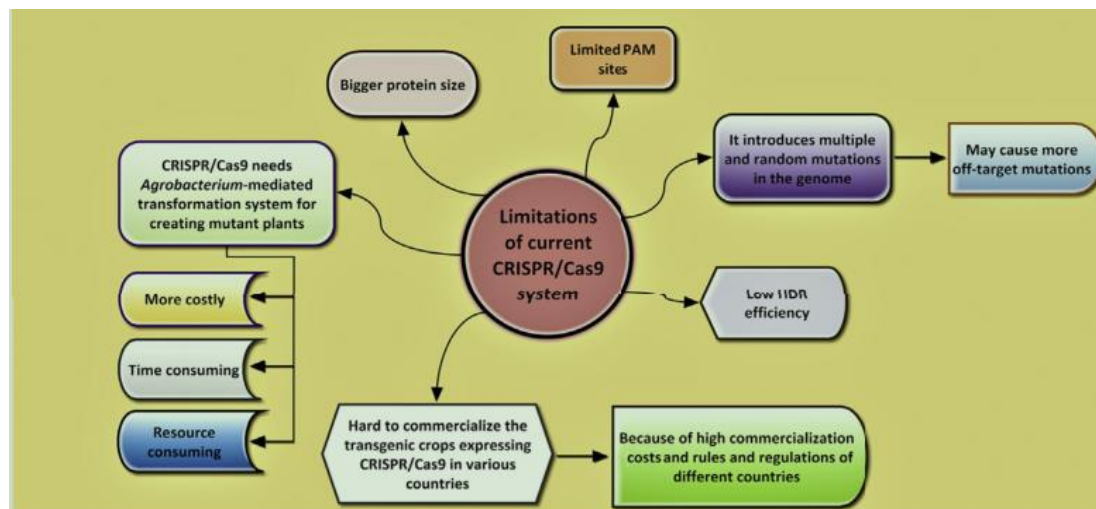 Limited PAM
sites
Bigger protein size
It introduces multiple
and random mutations
in the genome
May cause more
off-target mutations
CRISPR/Cas9 needs
Agrobacterium-mediated
transformation system for
creating mutant plants
Limitations
of current
CRISPR/Cas9
system
More costly
Time consuming
Resource
consuming
Low HDR
efficiency
Hard to commercialize the
transgenic crops expressing
CRISPR/Cas9 in various
countries
Because of high commercialization
costs and rules and regulations of
different countries